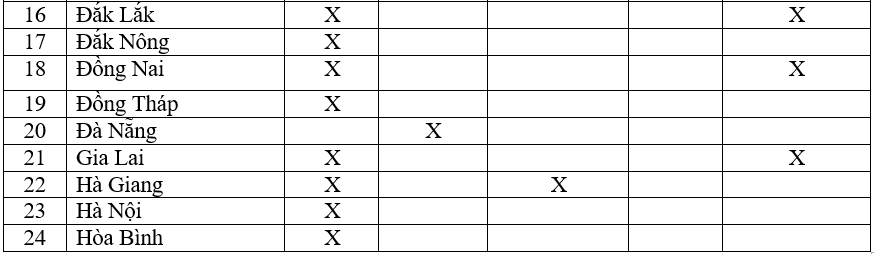 16 Đắk Lắk X X
17 Đắk Nông X
18 Đồng Nai X X
19 Đồng Tháp X
20 Đà Nẵng X
21 Gia Lai X X
22 Hà Giang X X
23 Hà Nội X
24 Hòa Bình X